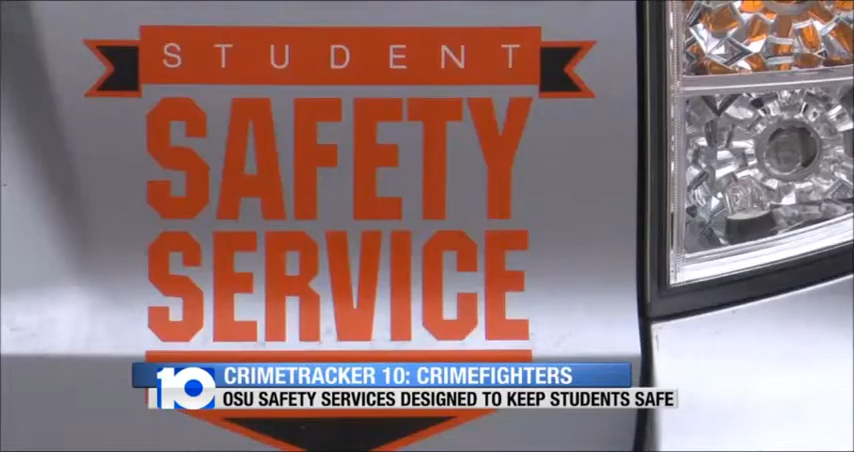 STUDENT
SAFETY
SERVICE
10
CRIMETRACKER 10: CRIMEFIGHTERS
OSU SAFETY SERVICES DESIGNED TO KEEP STUDENTS SAFE